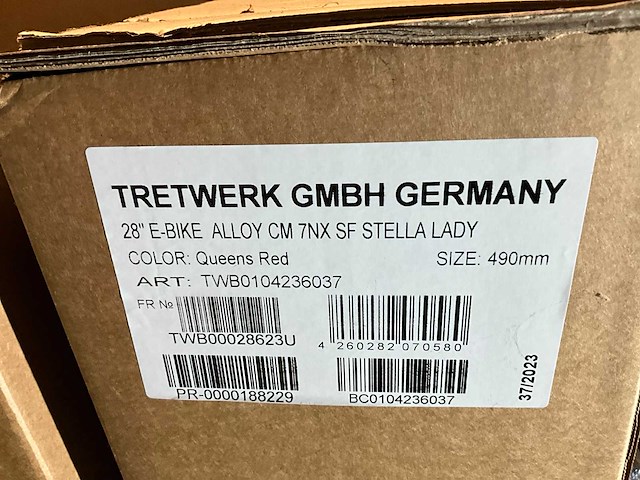 TRETWERK GMBH GERMANY
28" E-BIKE ALLOY CM 7NX SF STELLA LADY
COLOR: Queens Red SIZE: 490mm
ART: TWB0104236037
FR №
TWB00028623U
4 260282 070580
PR-0000188229
BC0104236037
37/2023